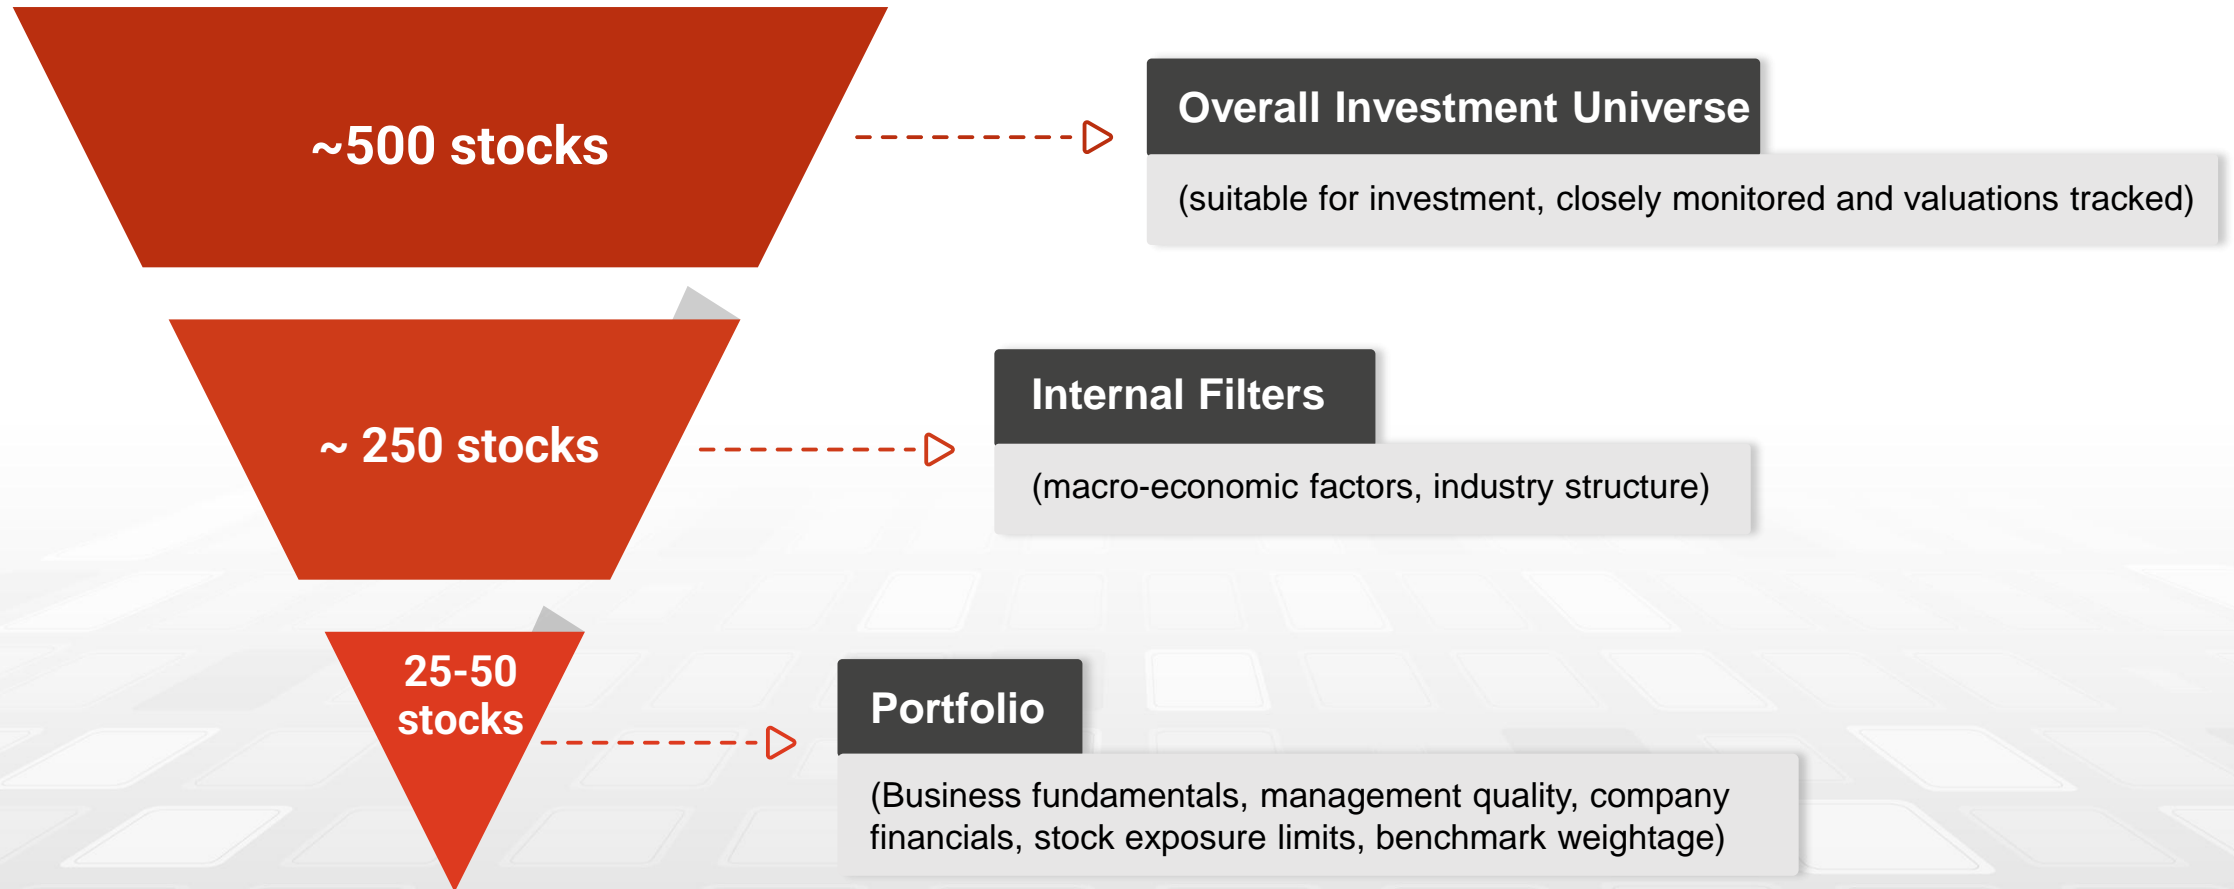 ~500 stocks
Overall Investment Universe
(suitable for investment, closely monitored and valuations tracked)
~ 250 stocks
Internal Filters
(macro-economic factors, industry structure)
25-50
stocks
Portfolio
(Business fundamentals, management quality, company
financials, stock exposure limits, benchmark weightage)